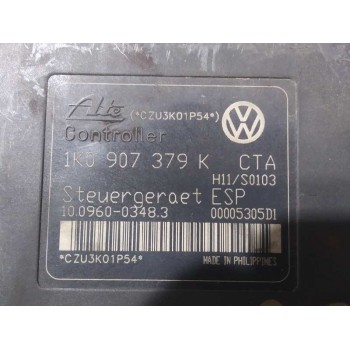 Ate (*CZU3K01P54*)
Controller
1K0 907 379 K CTA
H11/S0103
Steuergeraet ESP
10.0960-0348.3 00005305D1
*CZU3K01P54*
MADE IN PHILIPPINES